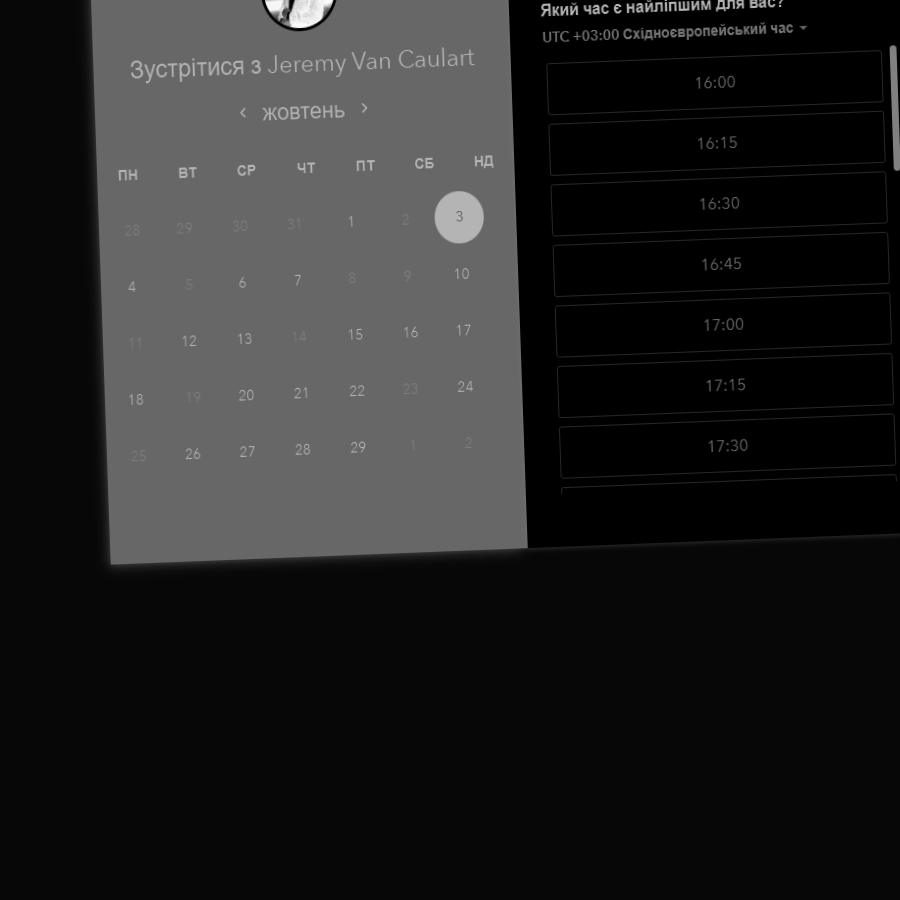 Зустрітися з Jeremy Van Caulart
жовтень
ПН ВТ СР ЧТ ПТ СБ НД
28 29 30 31 1 2 3
4 5 6 7 8 9 10
11 12 13 14 15 16 17
18 19 20 21 22 23 24
25 26 27 28 29 1 2
Який час є найліпшим для вас?
UTC +03:00 Східноєвропейський час
16:00
16:15
16:30
16:45
17:00
17:15
17:30